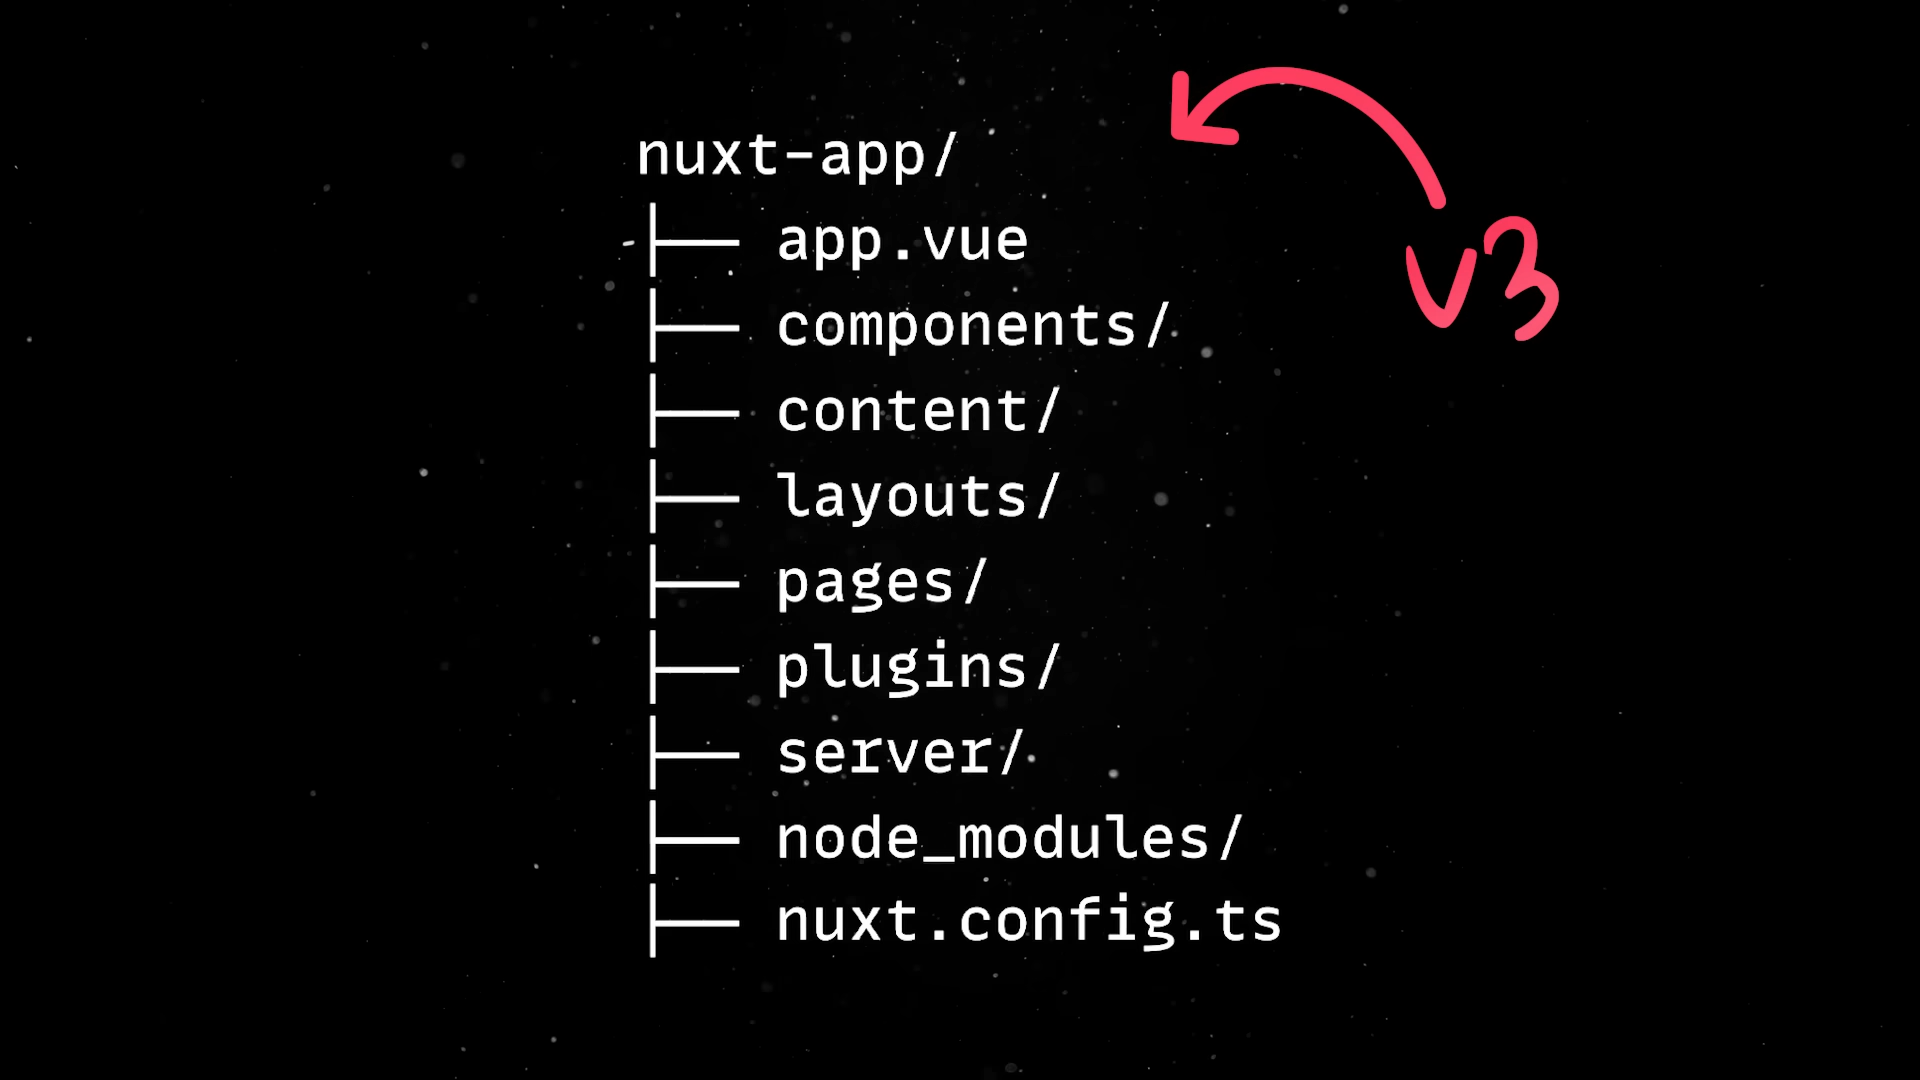 nuxt-app/
├── app.vue
├── components/
├── content/
├── layouts/
├── pages/
├── plugins/
├── server/
├── node_modules/
├── nuxt.config.ts
v3